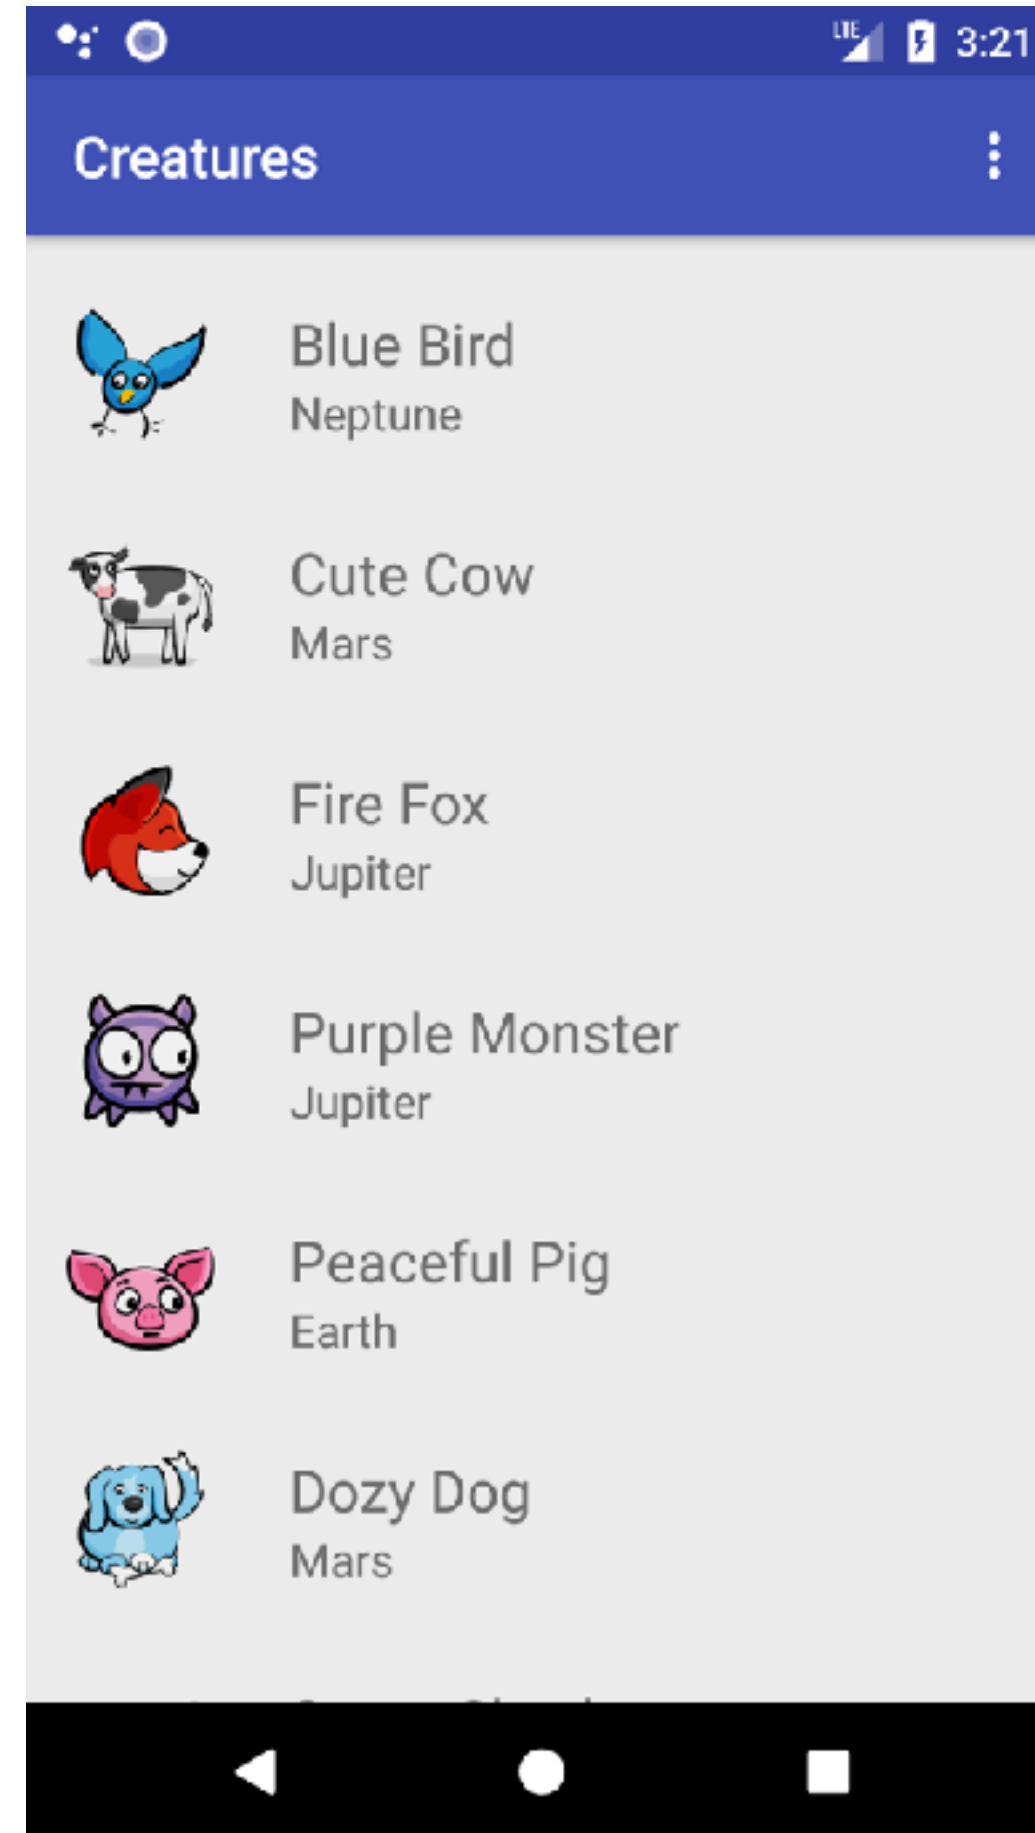 LTE 3:21
Creatures
Blue Bird
Neptune
Cute Cow
Mars
Fire Fox
Jupiter
Purple Monster
Jupiter
Peaceful Pig
Earth
Dozy Dog
Mars